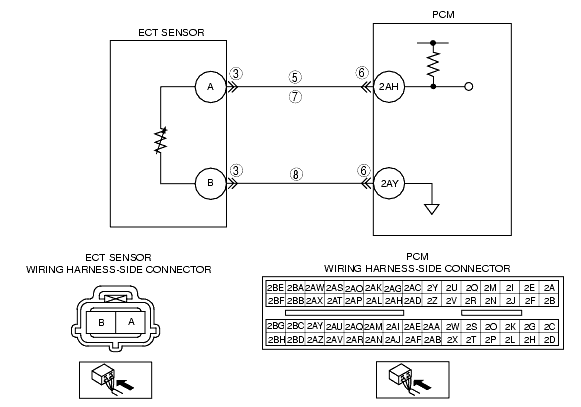 PCM
ECT SENSOR
3 5 6
A 2AH
7
3 8 6
B 2AY
ECT SENSOR
WIRING HARNESS-SIDE CONNECTOR
B A
PCM
WIRING HARNESS-SIDE CONNECTOR
2BE 2BA 2AW 2AS 2AO 2AK 2AG 2AC 2Y 2U 2Q 2M 2I 2E 2A
2BF 2BB 2AX 2AT 2AP 2AL 2AH 2AD 2Z 2V 2R 2N 2J 2F 2B
2BG 2BC 2AY 2AU 2AQ 2AM 2AI 2AE 2AA 2W 2S 2O 2K 2G 2C
2BH 2BD 2AZ 2AV 2AR 2AN 2AJ 2AF 2AB 2X 2T 2P 2L 2H 2D